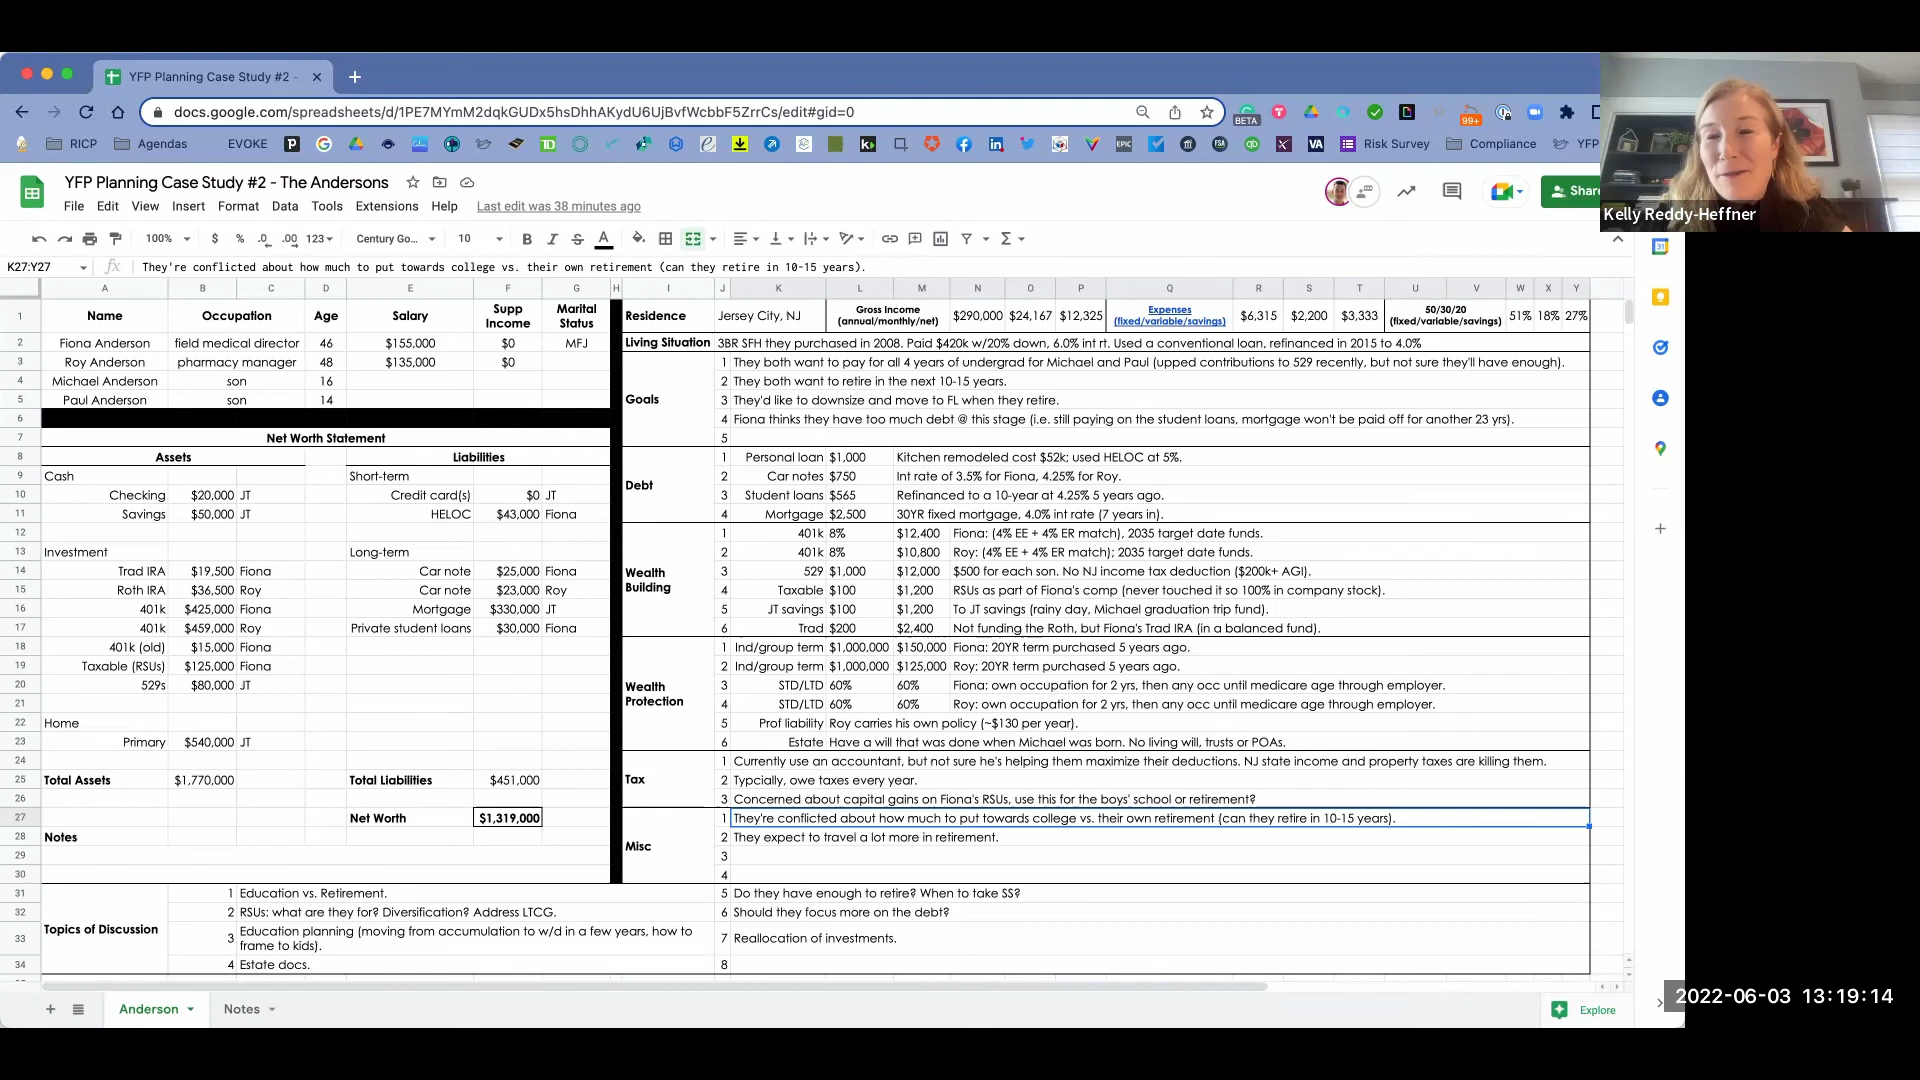 YFP Planning Case Study #2 -
docs.google.com/spreadsheets/d/1PE7MYmM2dqkGUDx5hsDhhAKydU6UjBvfWcbbF5ZrrCs/edit#gid=0
BETA
99+
RICP Agendas EVOKE Risk Survey Compliance YFP
YFP Planning Case Study #2 - The Andersons
Share
Kelly Reddy-Heffner
File Edit View Insert Format Data Tools Extensions Help Last edit was 38 minutes ago
100% $ % .0 .00 123 Century Go... 10 B I S A
K27:Y27 fx They're conflicted about how much to put towards college vs. their own retirement (can they retire in 10-15 years).
A B C D E F G H I J K L M N O P Q R S T U V W X Y
1 Name Occupation Age Salary Supp Income Marital Status Residence Jersey City, NJ Gross Income (annual/monthly/net) $290,000 $24,167 $12,325 Expenses (fixed/variable/savings) $6,315 $2,200 $3,333 50/30/20 (fixed/variable/savings) 51% 18% 27%
2 Fiona Anderson field medical director 46 $155,000 $0 MFJ Living Situation 3BR SFH they purchased in 2008. Paid $420k w/20% down, 6.0% int rt. Used a conventional loan, refinanced in 2015 to 4.0%
3 Roy Anderson pharmacy manager 48 $135,000 $0 Goals 1 They both want to pay for all 4 years of undergrad for Michael and Paul (upped contributions to 529 recently, but not sure they'll have enough).
4 Michael Anderson son 16 2 They both want to retire in the next 10-15 years.
5 Paul Anderson son 14 3 They'd like to downsize and move to FL when they retire.
6 4 Fiona thinks they have too much debt @ this stage (i.e. still paying on the student loans, mortgage won't be paid off for another 23 yrs).
7 Net Worth Statement 5
8 Assets Liabilities Debt 1 Personal loan $1,000 Kitchen remodeled cost $52k; used HELOC at 5%.
9 Cash Short-term 2 Car notes $750 Int rate of 3.5% for Fiona, 4.25% for Roy.
10 Checking $20,000 JT Credit card(s) $0 JT 3 Student loans $565 Refinanced to a 10-year at 4.25% 5 years ago.
11 Savings $50,000 JT HELOC $43,000 Fiona 4 Mortgage $2,500 30YR fixed mortgage, 4.0% int rate (7 years in).
12 Wealth Building 1 401k 8% $12,400 Fiona: (4% EE + 4% ER match), 2035 target date funds.
13 Investment Long-term 2 401k 8% $10,800 Roy: (4% EE + 4% ER match); 2035 target date funds.
14 Trad IRA $19,500 Fiona Car note $25,000 Fiona 3 529 $1,000 $12,000 $500 for each son. No NJ income tax deduction ($200k+ AGI).
15 Roth IRA $36,500 Roy Car note $23,000 Roy 4 Taxable $100 $1,200 RSUs as part of Fiona's comp (never touched it so 100% in company stock).
16 401k $425,000 Fiona Mortgage $330,000 JT 5 JT savings $100 $1,200 To JT savings (rainy day, Michael graduation trip fund).
17 401k $459,000 Roy Private student loans $30,000 Fiona 6 Trad $200 $2,400 Not funding the Roth, but Fiona's Trad IRA (in a balanced fund).
18 401k (old) $15,000 Fiona Wealth Protection 1 Ind/group term $1,000,000 $150,000 Fiona: 20YR term purchased 5 years ago.
19 Taxable (RSUs) $125,000 Fiona 2 Ind/group term $1,000,000 $125,000 Roy: 20YR term purchased 5 years ago.
20 529s $80,000 JT 3 STD/LTD 60% 60% Fiona: own occupation for 2 yrs, then any occ until medicare age through employer.
21 4 STD/LTD 60% 60% Roy: own occupation for 2 yrs, then any occ until medicare age through employer.
22 Home 5 Prof liability Roy carries his own policy (~$130 per year).
23 Primary $540,000 JT 6 Estate Have a will that was done when Michael was born. No living will, trusts or POAs.
24 Tax 1 Currently use an accountant, but not sure he's helping them maximize their deductions. NJ state income and property taxes are killing them.
25 Total Assets $1,770,000 Total Liabilities $451,000 2 Typcially, owe taxes every year.
26 3 Concerned about capital gains on Fiona's RSUs, use this for the boys' school or retirement?
27 Net Worth $1,319,000 Misc 1 They're conflicted about how much to put towards college vs. their own retirement (can they retire in 10-15 years).
28 Notes 2 They expect to travel a lot more in retirement.
29 3
30 4
31 Topics of Discussion 1 Education vs. Retirement. 5 Do they have enough to retire? When to take SS?
32 2 RSUs: what are they for? Diversification? Address LTCG. 6 Should they focus more on the debt?
33 3 Education planning (moving from accumulation to w/d in a few years, how to frame to kids). 7 Reallocation of investments.
34 4 Estate docs. 8
Anderson Notes Explore
2022-06-03 13:19:14